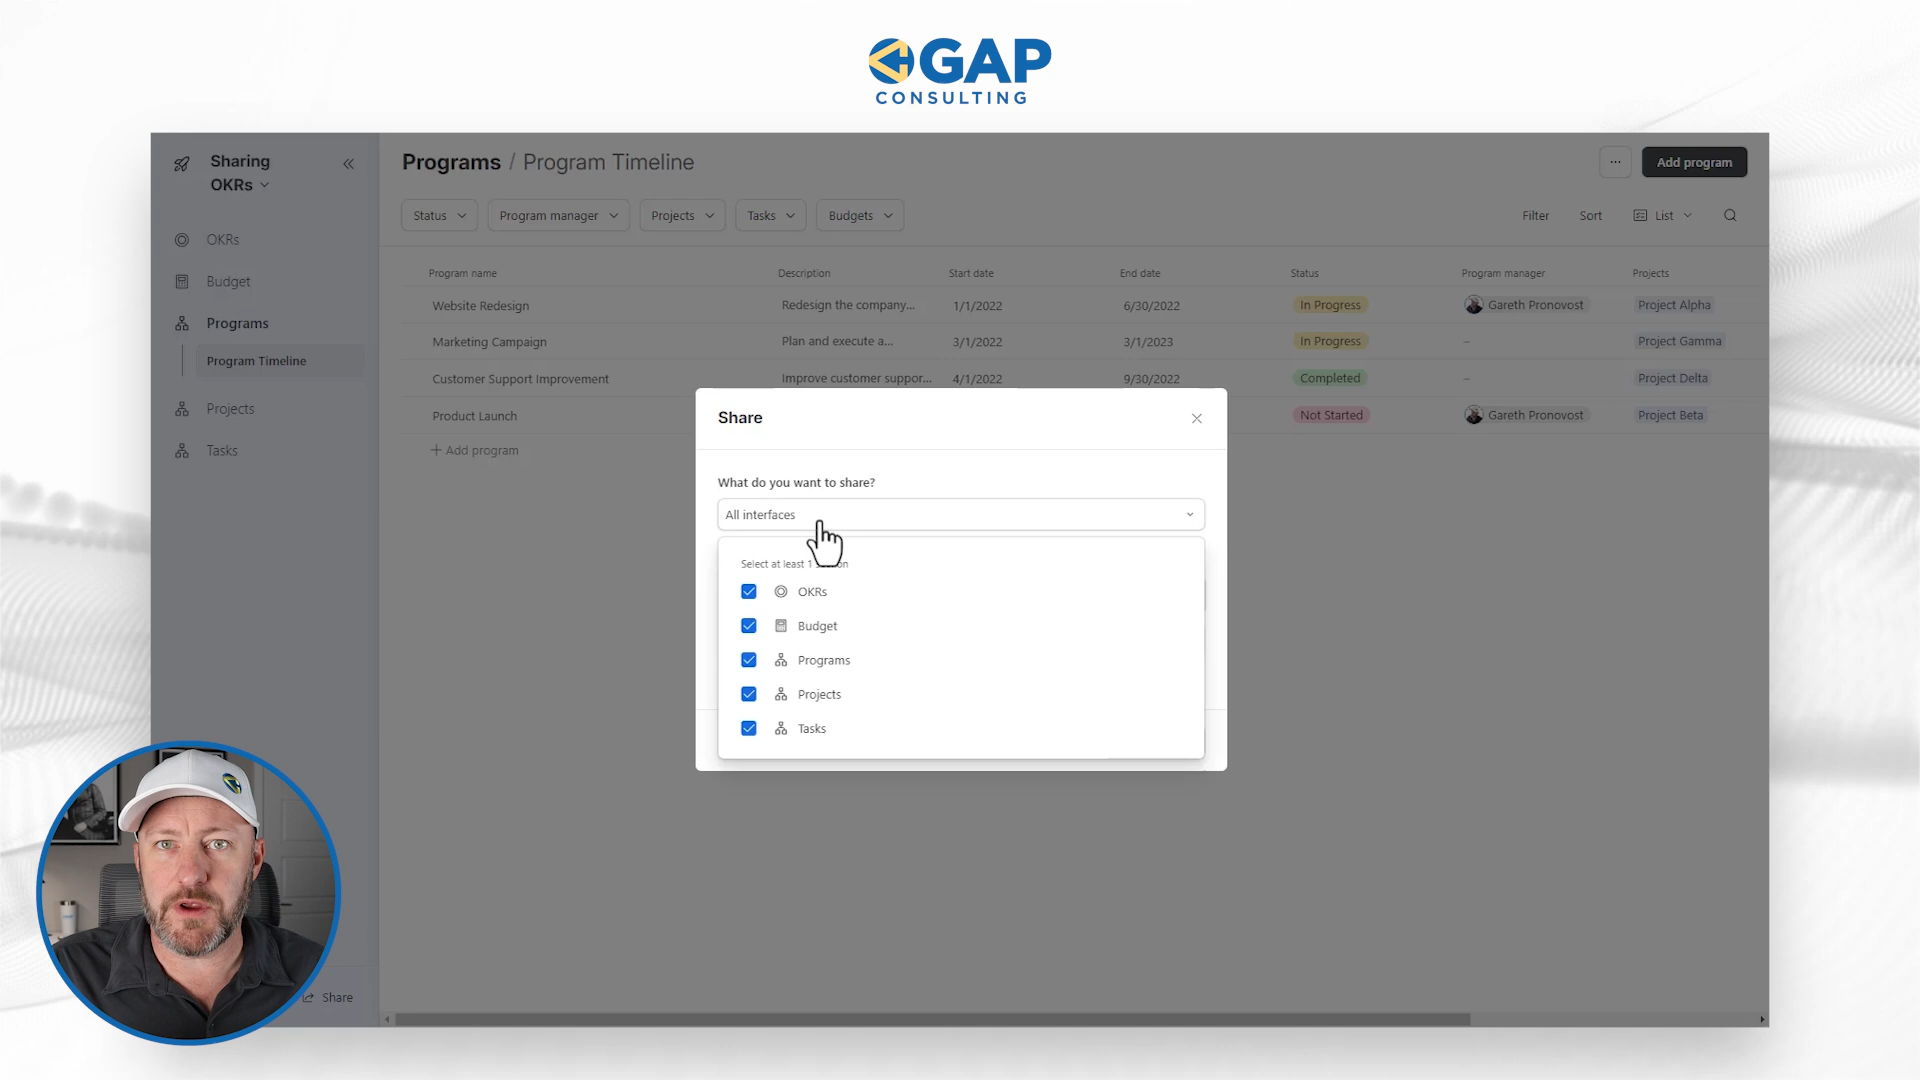 GAP
CONSULTING
Sharing
OKRs
OKRs
Budget
Programs
Program Timeline
Projects
Tasks
Share
Programs / Program Timeline
... Add program
Status Program manager Projects Tasks Budgets Filter Sort List
Program name Description Start date End date Status Program manager Projects
Website Redesign Redesign the company... 1/1/2022 6/30/2022 In Progress Gareth Pronovost Project Alpha
Marketing Campaign Plan and execute a... 3/1/2022 3/1/2023 In Progress – Project Gamma
Customer Support Improvement Improve customer suppor... 4/1/2022 9/30/2022 Completed – Project Delta
Product Launch Not Started Gareth Pronovost Project Beta
+ Add program
Share
What do you want to share?
All interfaces
Select at least 1
OKRs
Budget
Programs
Projects
Tasks